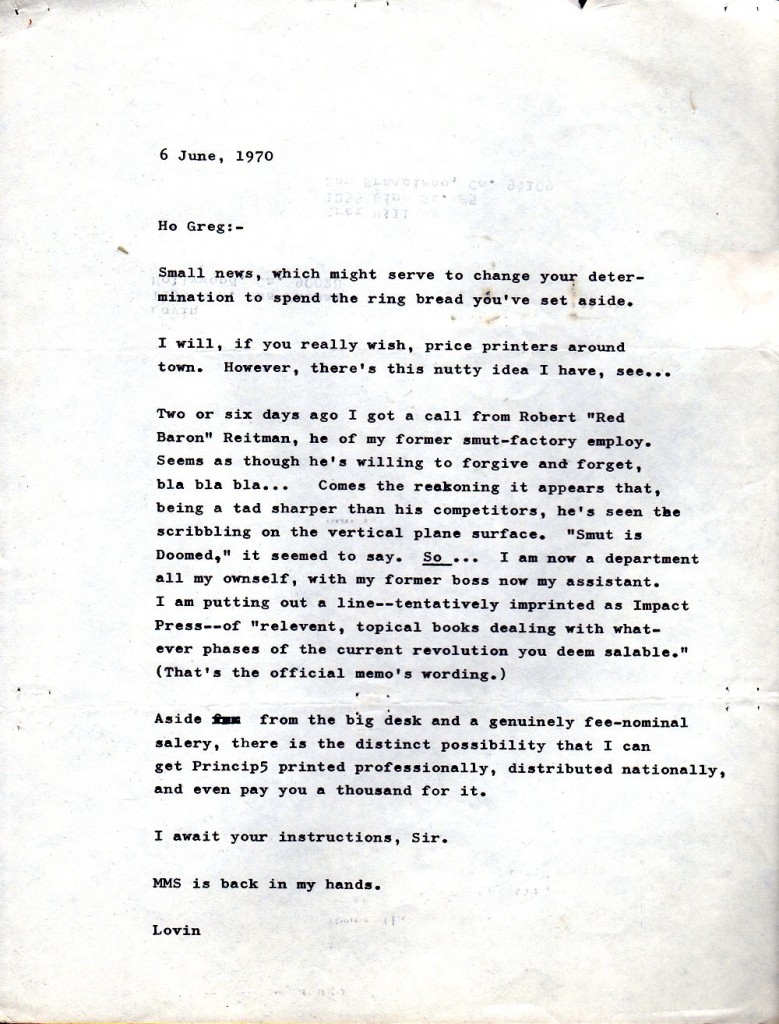 6 June, 1970
Ho Greg:-
Small news, which might serve to change your deter-
mination to spend the ring bread you've set aside.
I will, if you really wish, price printers around
town. However, there's this nutty idea I have, see...
Two or six days ago I got a call from Robert "Red
Baron" Reitman, he of my former smut-factory employ.
Seems as though he's willing to forgive and forget,
bla bla bla... Comes the reakoning it appears that,
being a tad sharper than his competitors, he's seen the
scribbling on the vertical plane surface. "Smut is
Doomed," it seemed to say. So ... I am now a department
all my ownself, with my former boss now my assistant.
I am putting out a line--tentatively imprinted as Impact
Press--of "relevent, topical books dealing with what-
ever phases of the current revolution you deem salable."
(That's the official memo's wording.)
Aside from the big desk and a genuinely fee-nominal
salery, there is the distinct possibility that I can
get Princip5 printed professionally, distributed nationally,
and even pay you a thousand for it.
I await your instructions, Sir.
MMS is back in my hands.
Lovin